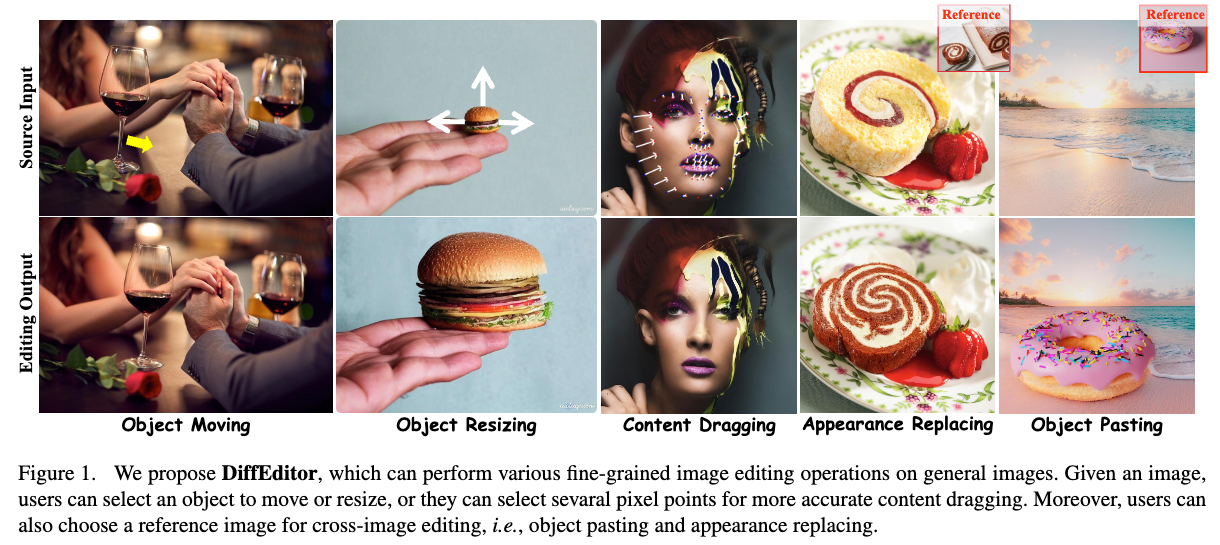 Reference
Reference
Source Input
Editing Output
Object Moving
Object Resizing
Content Dragging
Appearance Replacing
Object Pasting
Figure 1. We propose DiffEditor, which can perform various fine-grained image editing operations on general images. Given an image,
users can select an object to move or resize, or they can select sevaral pixel points for more accurate content dragging. Moreover, users can
also choose a reference image for cross-image editing, i.e., object pasting and appearance replacing.